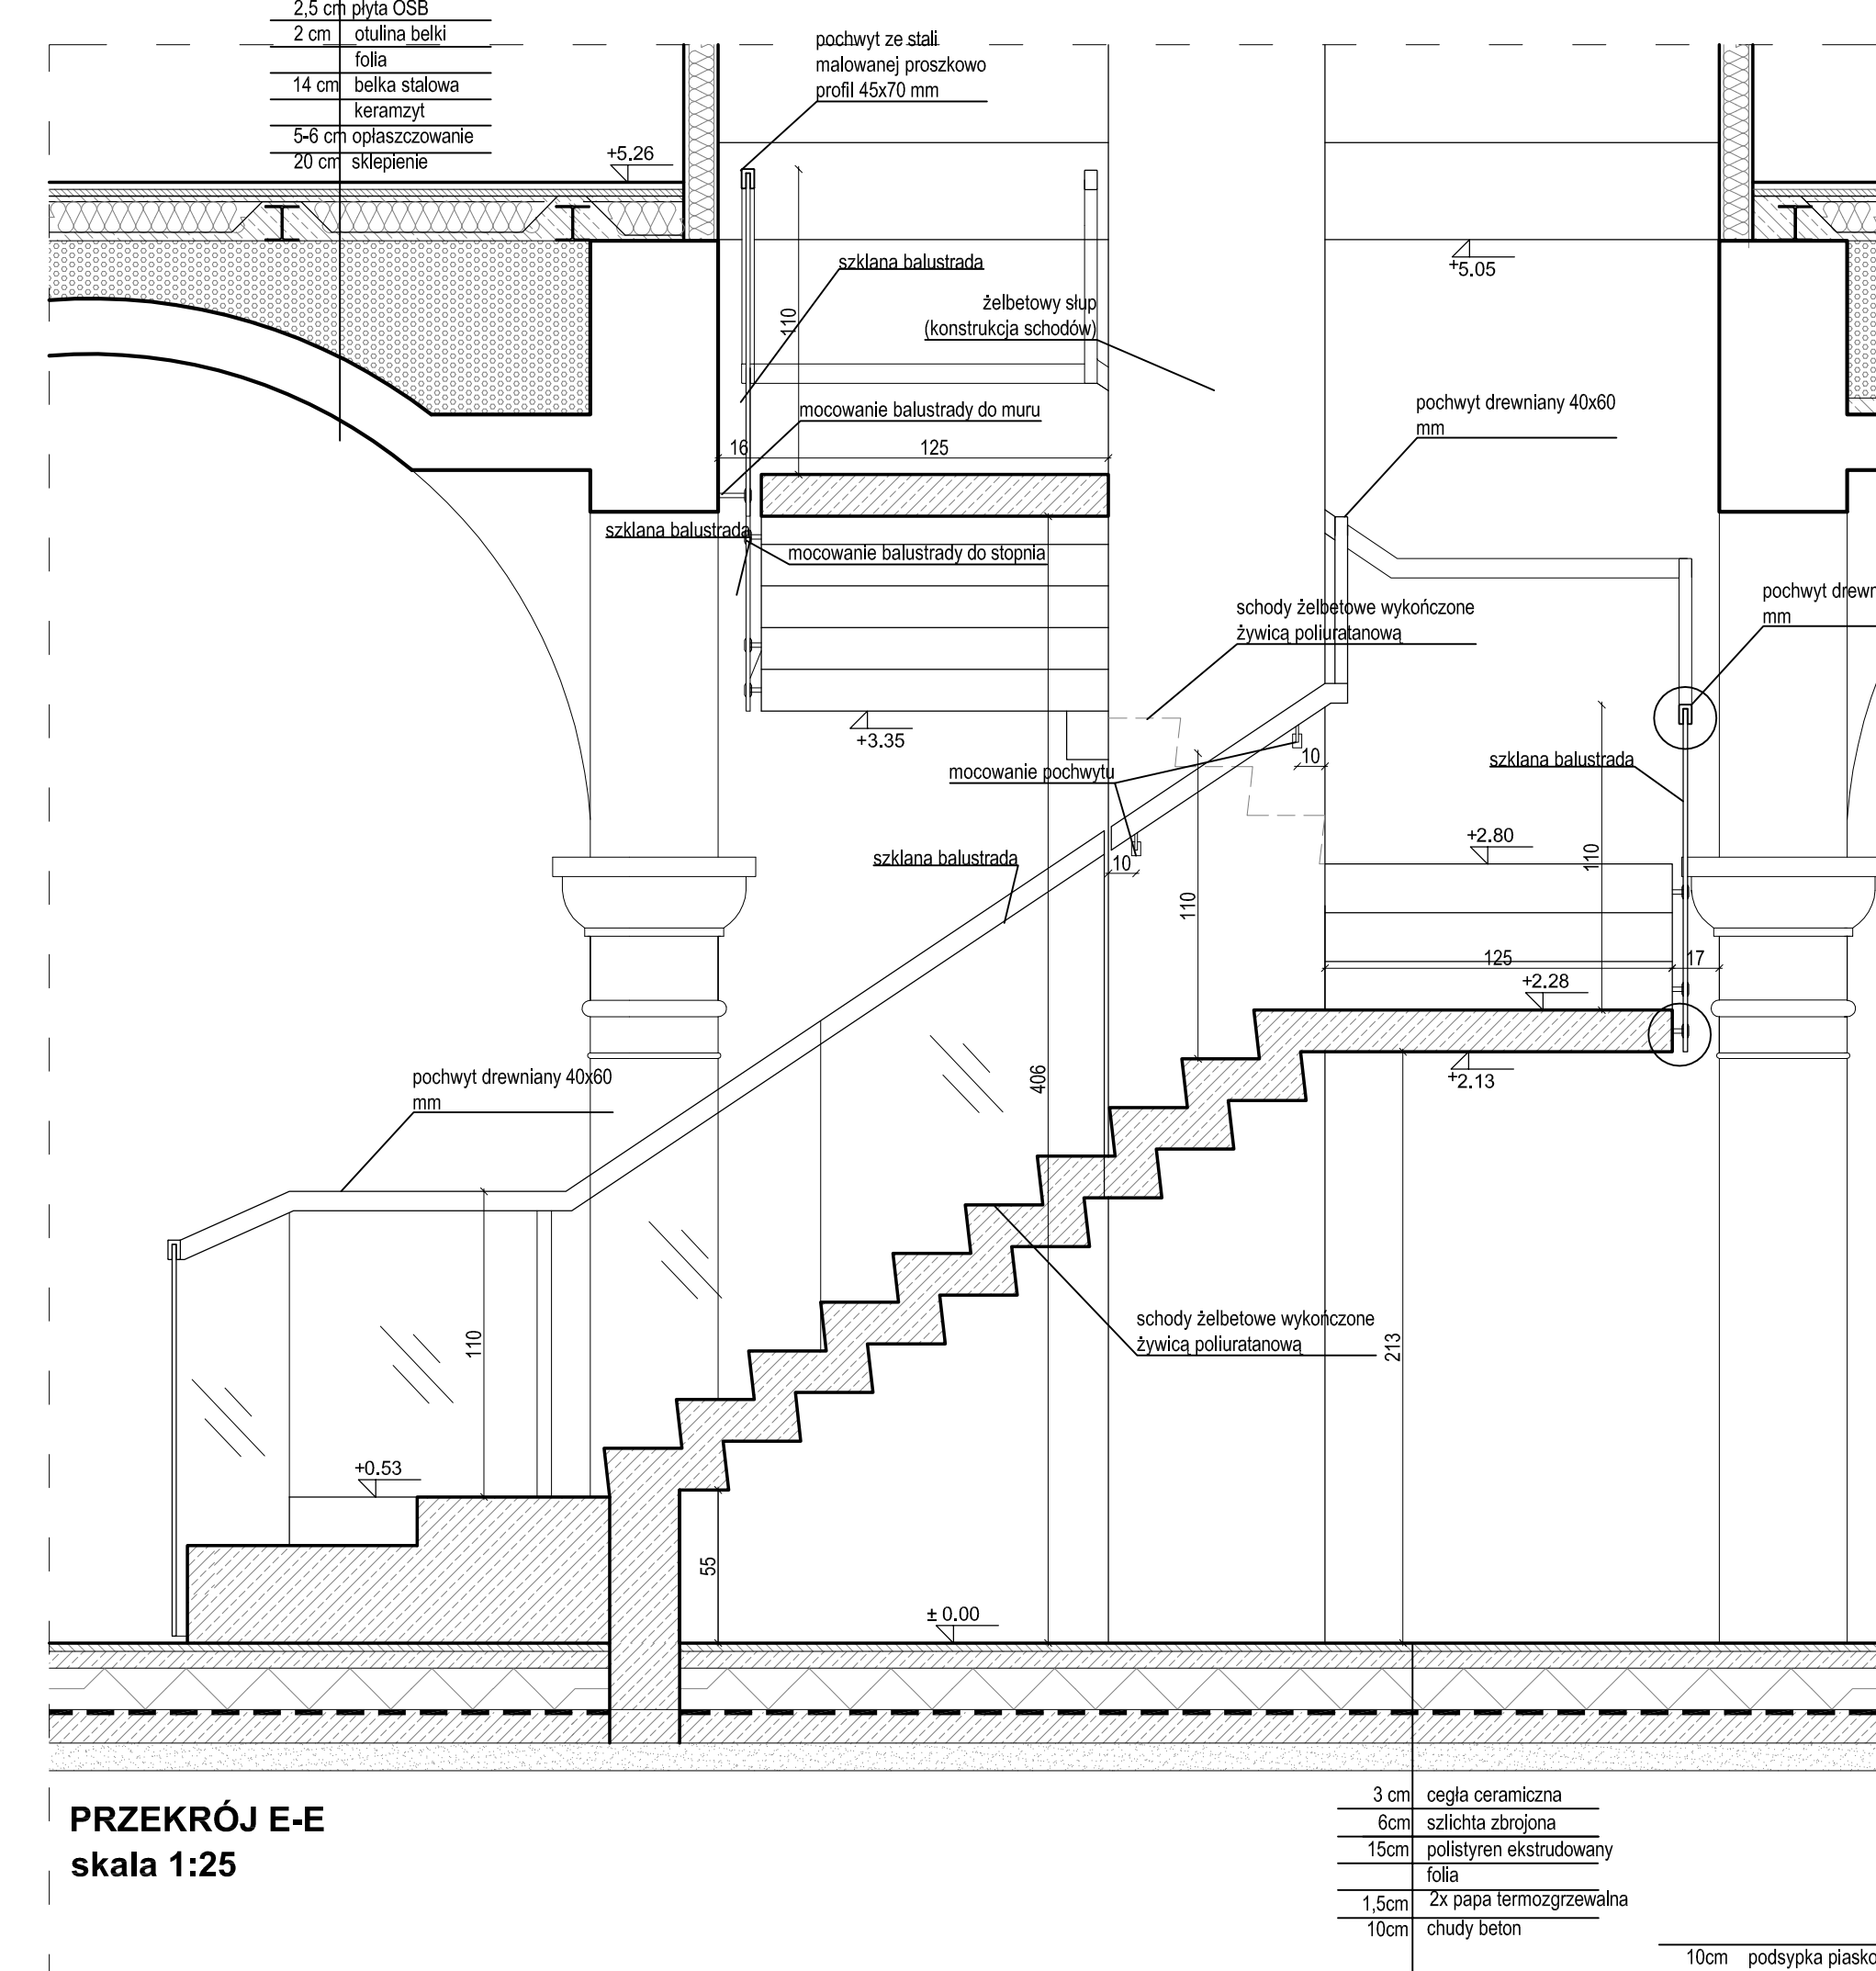 2,5 cm płyta OSB
2 cm otulina belki
folia
14 cm belka stalowa
keramzyt
5-6 cm opłaszczowanie
20 cm sklepienie
pochwyt ze stali
malowanej proszkowo
profil 45x70 mm
+5.26
szklana balustrada
+5.05
żelbetowy słup
(konstrukcja schodów)
110
mocowanie balustrady do muru
pochwyt drewniany 40x60
mm
16
125
szklana balustrada
mocowanie balustrady do stopnia
schody żelbetowe wykończone
żywicą poliuratanową
pochwyt
mm
+3.35
mocowanie pochwytu
10
szklana balustrada
+2.80
szklana balustrada
10
110
110
125
17
+2.28
+2.13
406
pochwyt drewniany 40x60
mm
schody żelbetowe wykończone
żywicą poliuratanową
213
110
+0.53
55
± 0.00
PRZEKRÓJ E-E
skala 1:25
3 cm cegła ceramiczna
6cm szlichta zbrojona
15cm polistyren ekstrudowany
folia
1,5cm 2x papa termozgrzewalna
10cm chudy beton
10cm podsypka